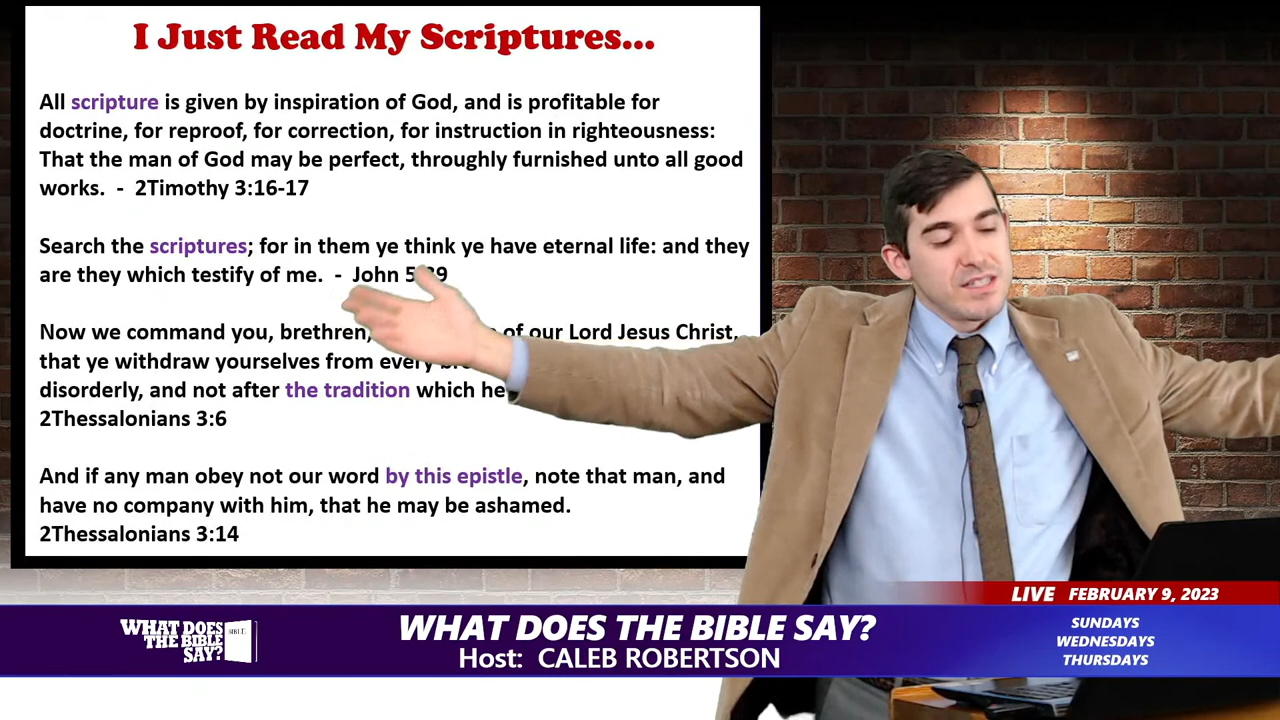 I Just Read My Scriptures...
All scripture is given by inspiration of God, and is profitable for
doctrine, for reproof, for correction, for instruction in righteousness:
That the man of God may be perfect, throughly furnished unto all good
works. - 2Timothy 3:16-17
Search the scriptures; for in them ye think ye have eternal life: and they
are they which testify of me. - John 5:39
Now we command you, brethren, of our Lord Jesus Christ,
that ye withdraw yourselves from every
disorderly, and not after the tradition which he
2Thessalonians 3:6
And if any man obey not our word by this epistle, note that man, and
have no company with him, that he may be ashamed.
2Thessalonians 3:14
LIVE FEBRUARY 9, 2023
WHAT DOES THE BIBLE SAY?
WHAT DOES THE BIBLE SAY?
Host: CALEB ROBERTSON
SUNDAYS
WEDNESDAYS
THURSDAYS